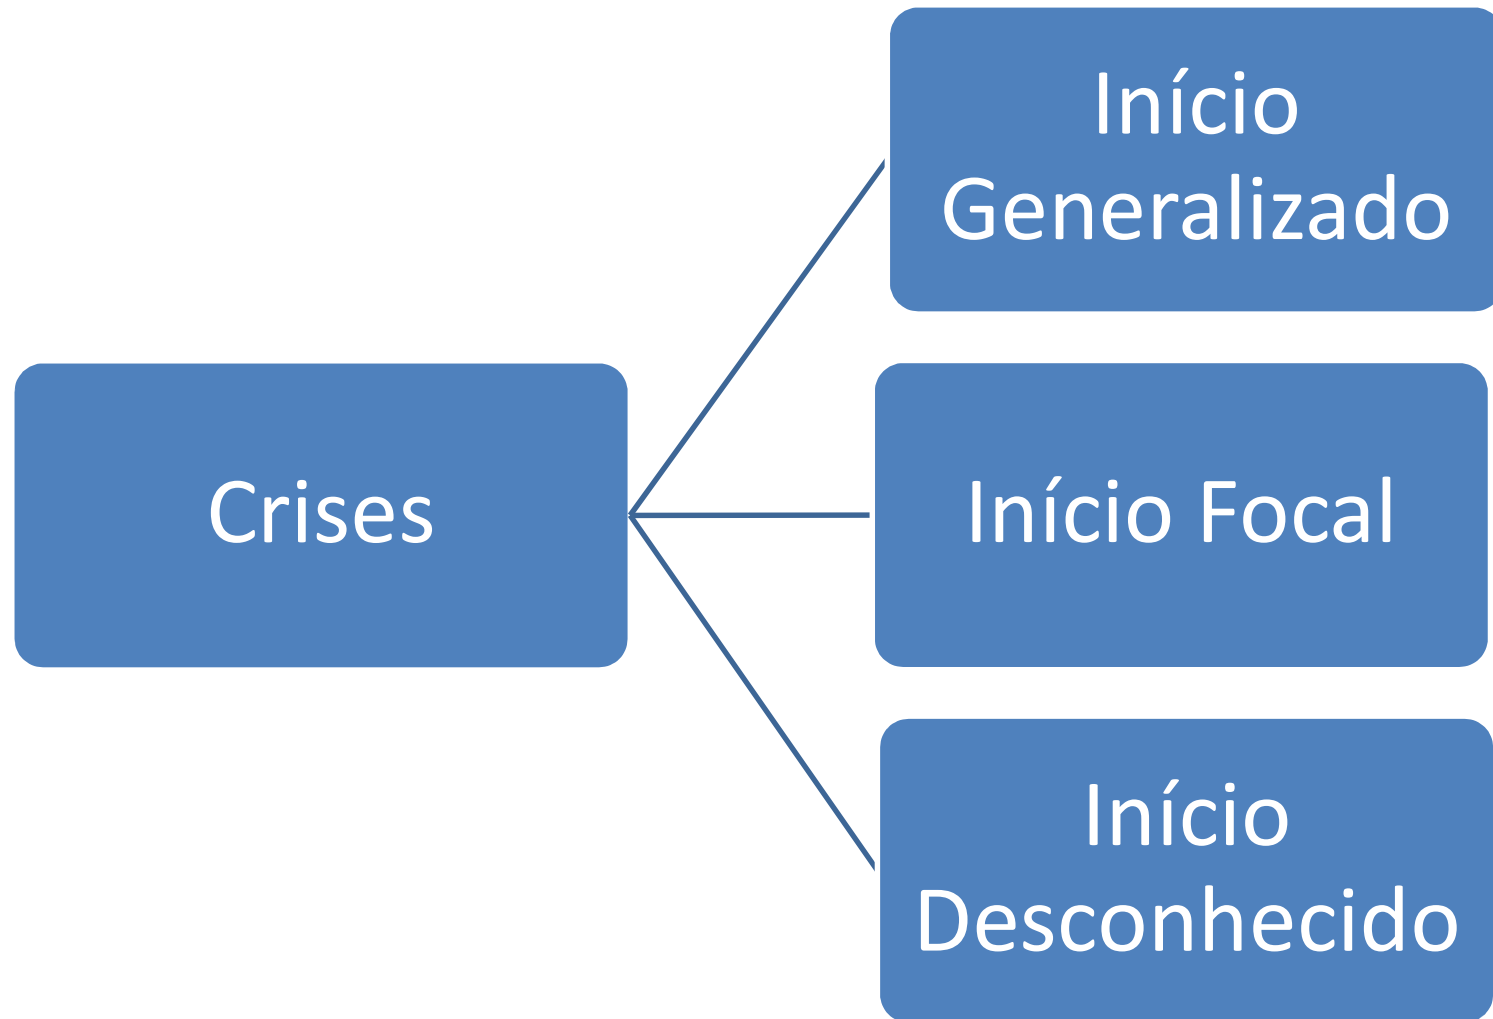 Crises
Início
Generalizado
Início Focal
Início
Desconhecido